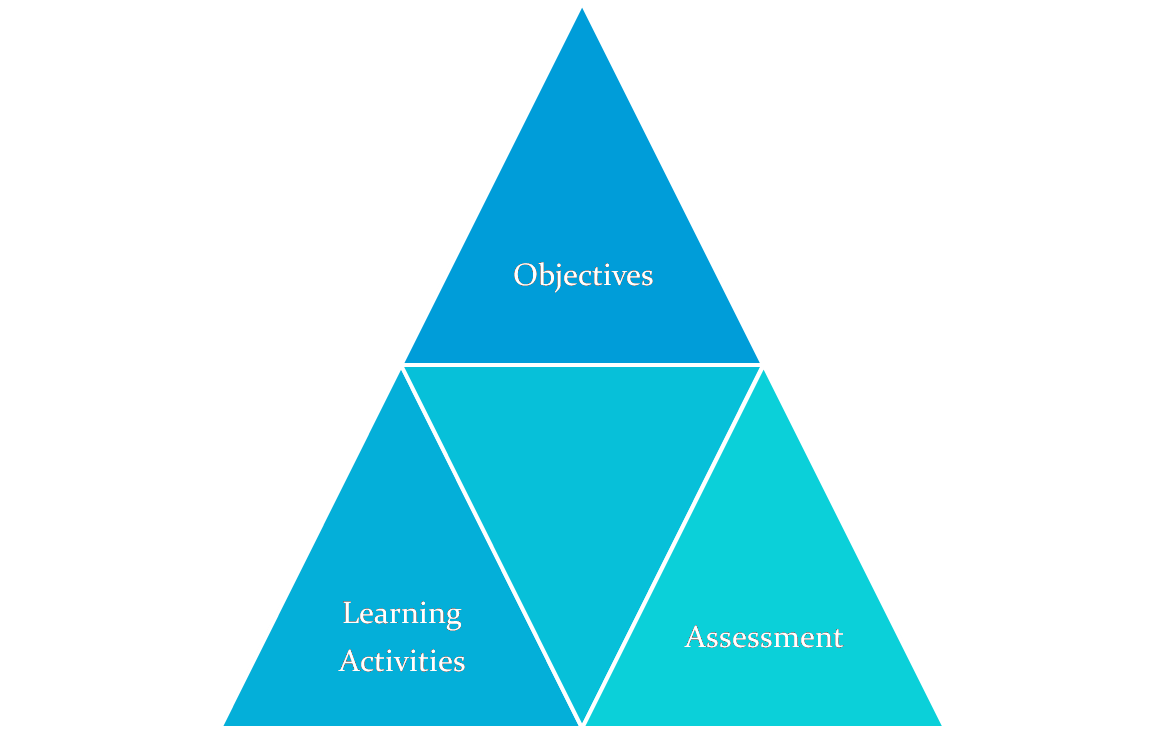 Objectives
Learning
Activities
Assessment